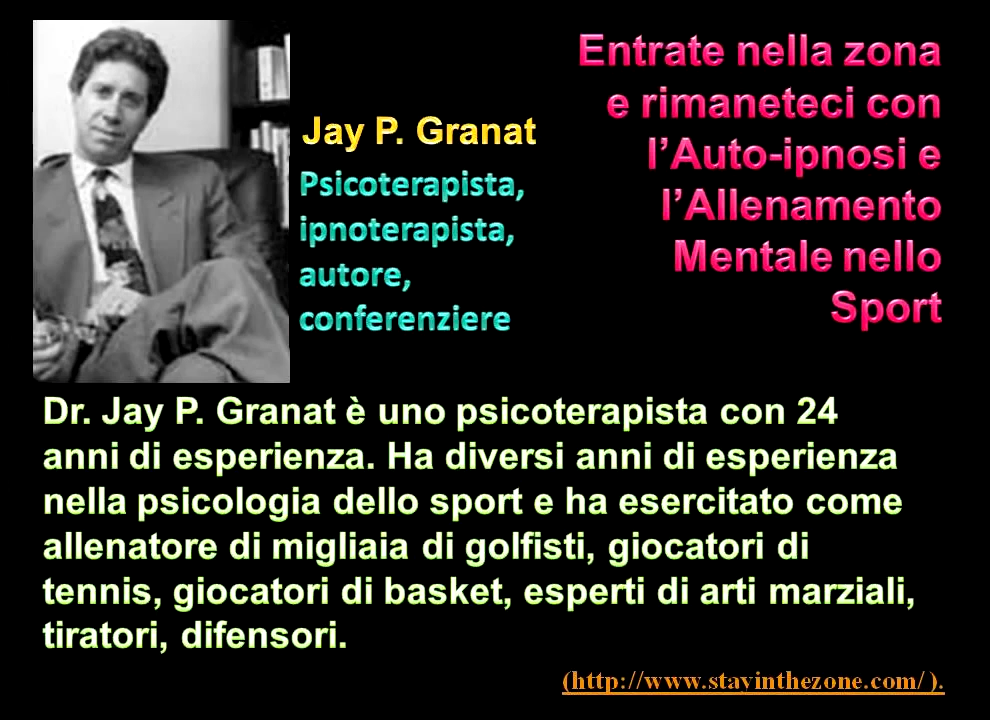 Entrate nella zona
e rimaneteci con
l’Auto-ipnosi e
l’Allenamento
Mentale nello
Sport
Jay P. Granat
Psicoterapista,
ipnoterapista,
autore,
conferenziere
Dr. Jay P. Granat è uno psicoterapista con 24
anni di esperienza. Ha diversi anni di esperienza
nella psicologia dello sport e ha esercitato come
allenatore di migliaia di golfisti, giocatori di
tennis, giocatori di basket, esperti di arti marziali,
tiratori, difensori.
(http://www.stayinthezone.com/ ).